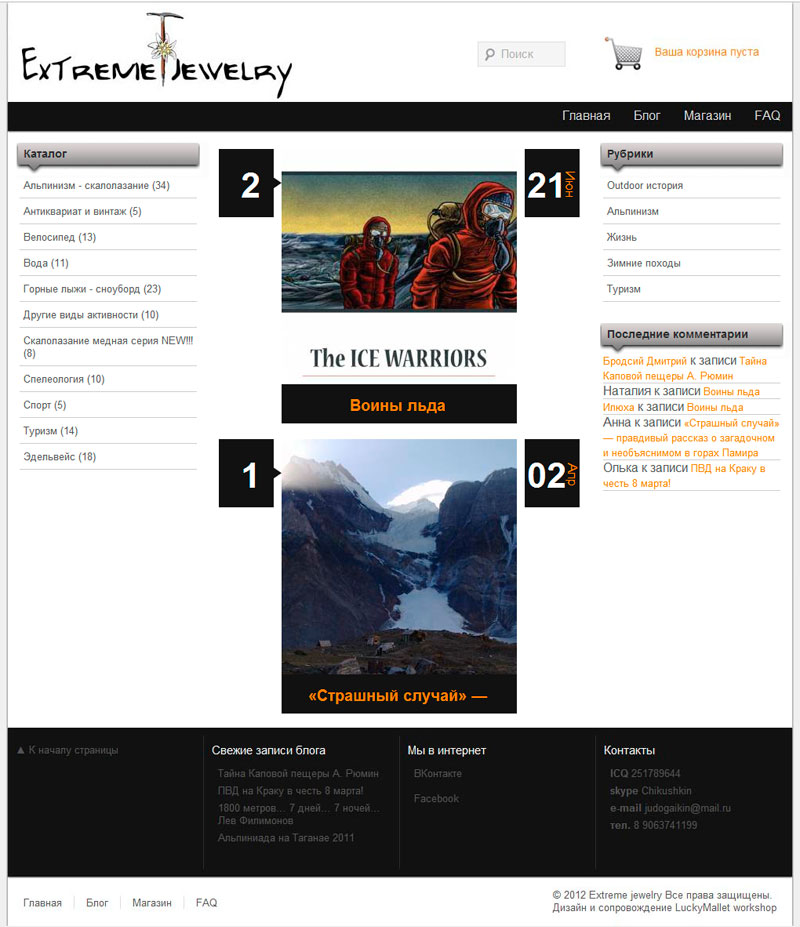 ExTREME JEWELRY
Поиск
Ваша корзина пуста
Главная Блог Магазин FAQ
Каталог
Альпинизм - скалолазание (34)
Антиквариат и винтаж (5)
Велосипед (13)
Вода (11)
Горные лыжи - сноуборд (23)
Другие виды активности (10)
Скалолазание медная серия NEW!!!
(8)
Спелеология (10)
Спорт (5)
Туризм (14)
Эдельвейс (18)
2
21 Июн
The ICE WARRIORS
Воины льда
1
02 Апр
«Страшный случай» —
Рубрики
Outdoor история
Альпинизм
Жизнь
Зимние походы
Туризм
Последние комментарии
Бродсий Дмитрий к записи Тайна
Каповой пещеры А. Рюмин
Наталия к записи Воины льда
Илюха к записи Воины льда
Анна к записи «Страшный случай»
— правдивый рассказ о загадочном
и необъяснимом в горах Памира
Олька к записи ПВД на Краку в
честь 8 марта!
▲ К началу страницы
Свежие записи блога
Тайна Каповой пещеры А. Рюмин
ПВД на Краку в честь 8 марта!
1800 метров... 7 дней... 7 ночей...
Лев Филимонов
Альпиниада на Таганае 2011
Мы в интернет
ВКонтакте
Facebook
Контакты
ICQ 251789644
skype Chikushkin
e-mail judogaikin@mail.ru
тел. 8 9063741199
Главная Блог Магазин FAQ
© 2012 Extreme jewelry Все права защищены.
Дизайн и сопровождение LuckyMallet workshop